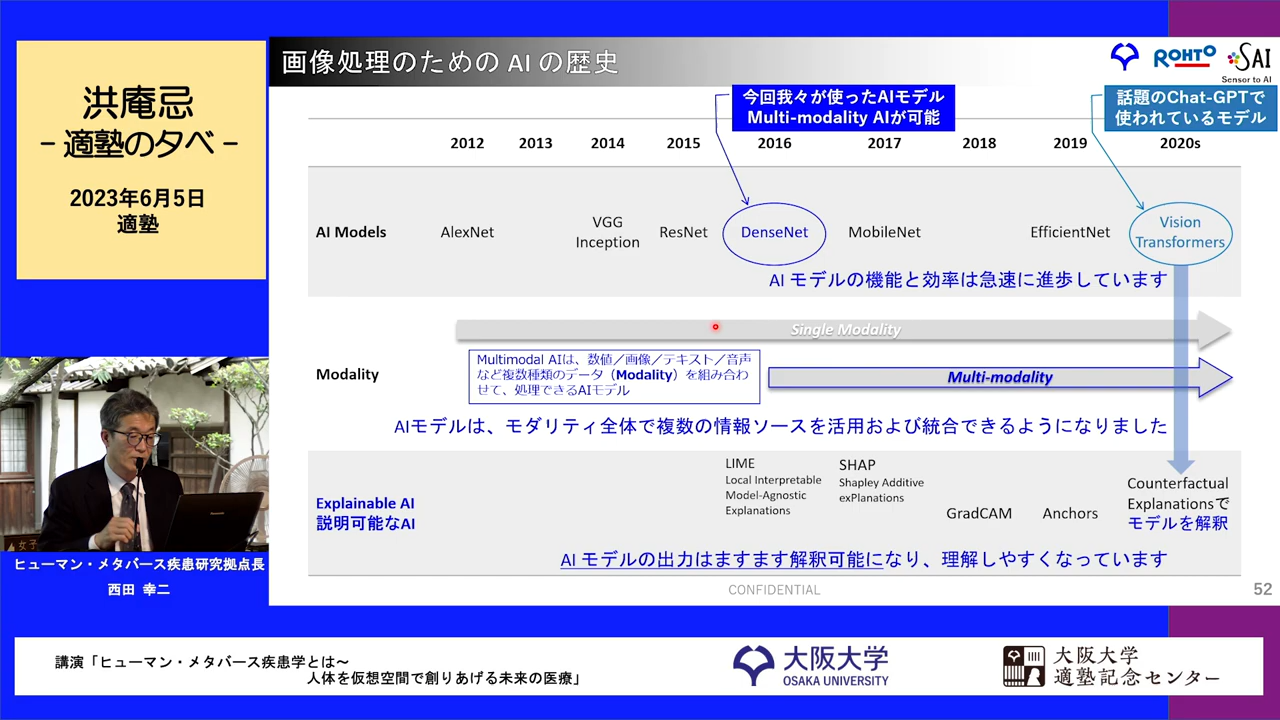 洪庵忌
- 適塾の夕べ -
2023年6月5日
適塾
画像処理のための AI の歴史
ROHTO
SAI
Sensor to AI
今回我々が使ったAIモデル
Multi-modality AIが可能
話題のChat-GPTで
使われているモデル
2012 2013 2014 2015 2016 2017 2018 2019 2020s
AI Models
AlexNet
VGG
Inception
ResNet
DenseNet
MobileNet
EfficientNet
Vision
Transformers
AI モデルの機能と効率は急速に進歩しています
Single Modality
Modality
Multimodal AIは、数値／画像／テキスト／音声
など複数種類のデータ（Modality）を組み合わ
せて、処理できるAIモデル
Multi-modality
AIモデルは、モダリティ全体で複数の情報ソースを活用および統合できるようになりました
Explainable AI
説明可能なAI
LIME
Local Interpretable
Model-Agnostic
Explanations
SHAP
Shapley Additive
exPlanations
GradCAM
Anchors
Counterfactual
Explanationsで
モデルを解釈
AI モデルの出力はますます解釈可能になり、理解しやすくなっています
CONFIDENTIAL
52
女子
Panasonic
ヒューマン・メタバース疾患研究拠点長
西田 幸二
講演「ヒューマン・メタバース疾患学とは～
人体を仮想空間で創りあげる未来の医療」
大阪大学
OSAKA UNIVERSITY
大阪大学
適塾記念センター